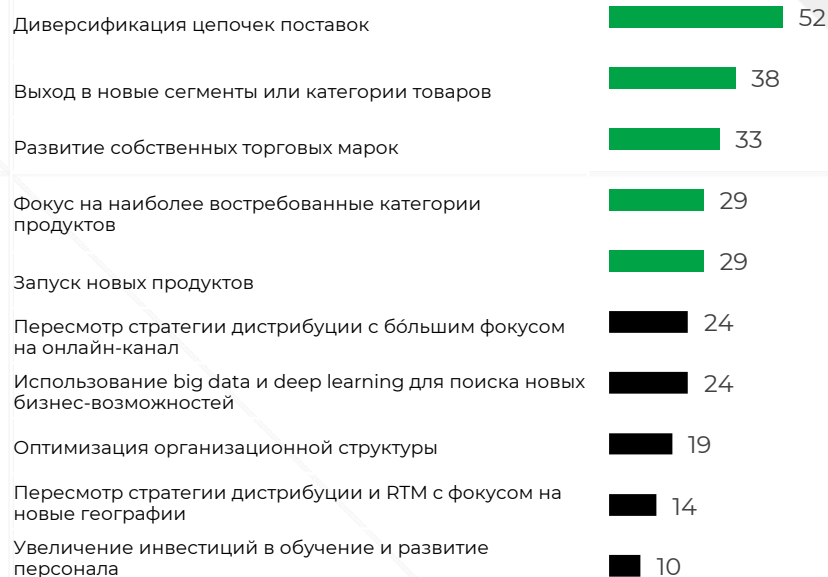 Диверсификация цепочек поставок 52
Выход в новые сегменты или категории товаров 38
Развитие собственных торговых марок 33
Фокус на наиболее востребованные категории
продуктов 29
Запуск новых продуктов 29
Пересмотр стратегии дистрибуции с бо́льшим фокусом
на онлайн-канал 24
Использование big data и deep learning для поиска новых
бизнес-возможностей 24
Оптимизация организационной структуры 19
Пересмотр стратегии дистрибуции и RTM с фокусом на
новые географии 14
Увеличение инвестиций в обучение и развитие
персонала 10